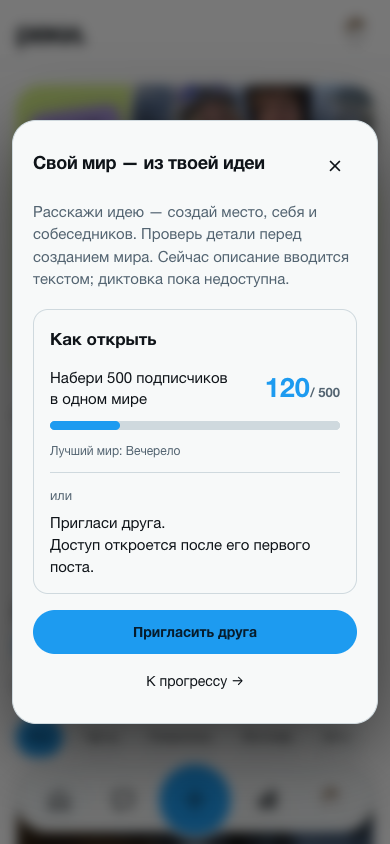 Свой мир — из твоей идеи
Расскажи идею — создай место, себя и
собеседников. Проверь детали перед
созданием мира. Сейчас описание вводится
текстом; диктовка пока недоступна.
Как открыть
Набери 500 подписчиков
в одном мире
120 / 500
Лучший мир: Вечерело
или
Пригласи друга.
Доступ откроется после его первого
поста.
Пригласить друга
К прогрессу →